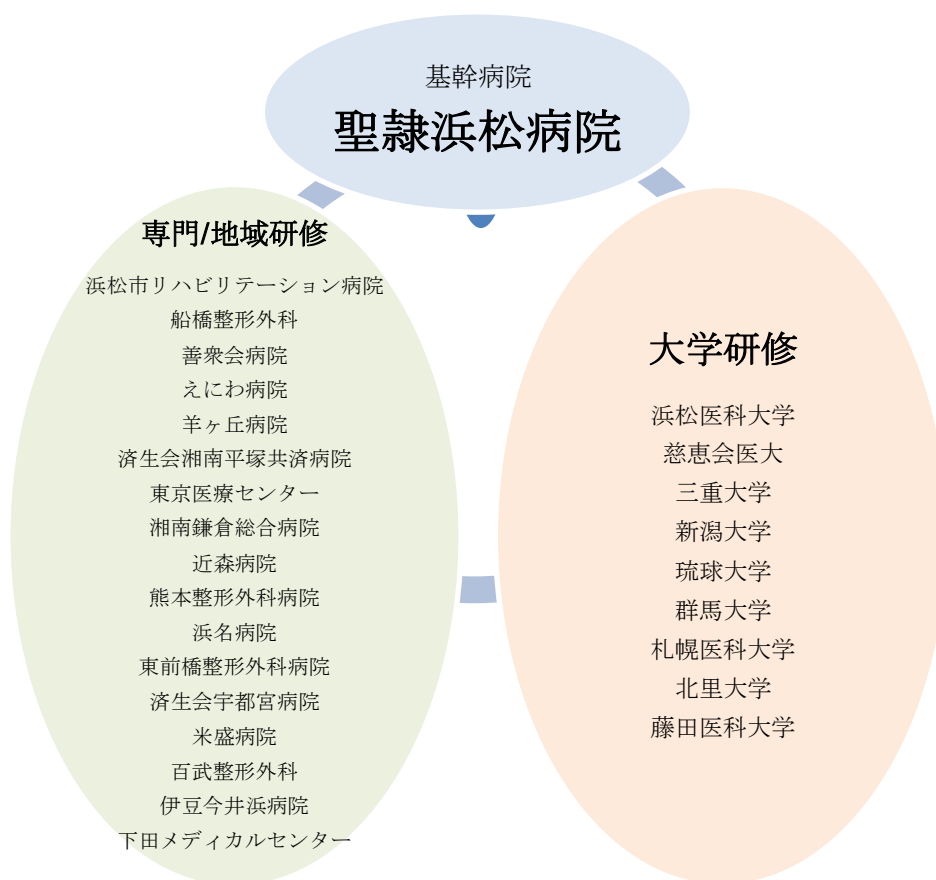 基幹病院
聖隷浜松病院
専門/地域研修
浜松市リハビリテーション病院
船橋整形外科
善衆会病院
えにわ病院
羊ヶ丘病院
済生会湘南平塚共済病院
東京医療センター
湘南鎌倉総合病院
近森病院
熊本整形外科病院
浜名病院
東前橋整形外科病院
済生会宇都宮病院
米盛病院
百武整形外科
伊豆今井浜病院
下田メディカルセンター
大学研修
浜松医科大学
慈恵会医大
三重大学
新潟大学
琉球大学
群馬大学
札幌医科大学
北里大学
藤田医科大学